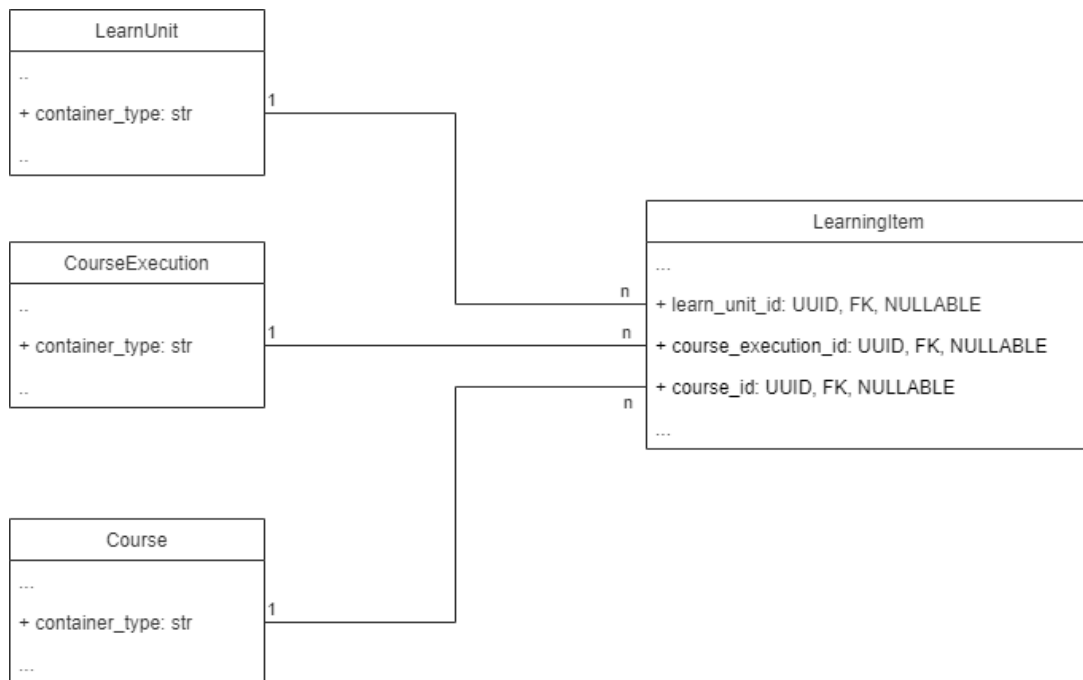 LearnUnit
..
+ container_type: str
..
1
CourseExecution
..
+ container_type: str
..
1
Course
...
+ container_type: str
...
1
n
n
n
LearningItem
...
+ learn_unit_id: UUID, FK, NULLABLE
+ course_execution_id: UUID, FK, NULLABLE
+ course_id: UUID, FK, NULLABLE
...